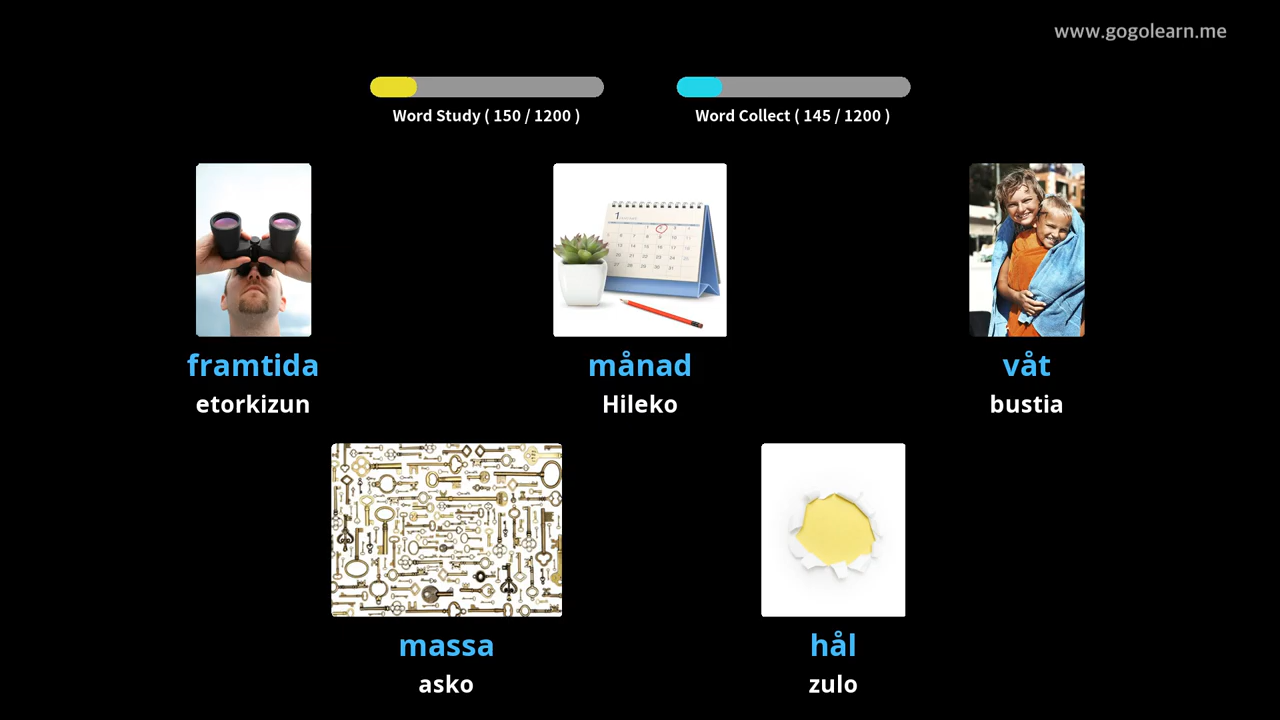 www.gogolearn.me
Word Study ( 150 / 1200 )
Word Collect ( 145 / 1200 )
framtida
etorkizun
månad
Hileko
våt
bustia
massa
asko
hål
zulo